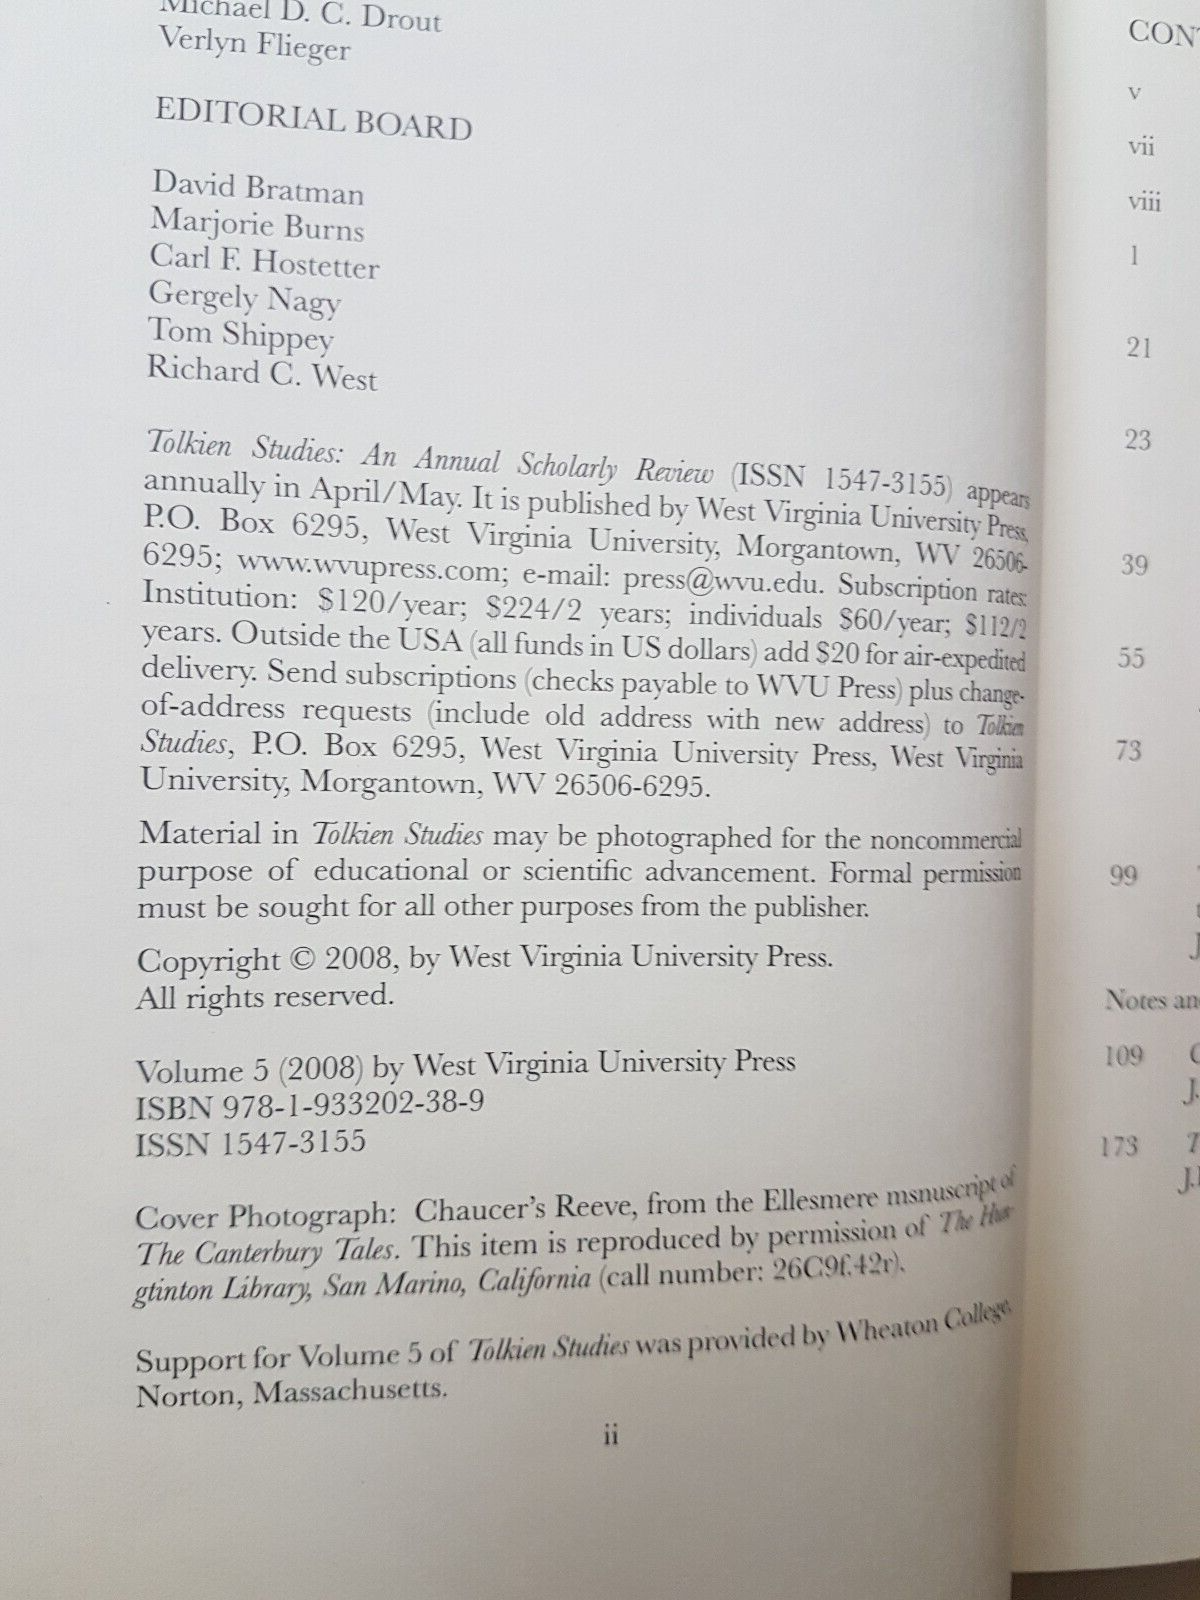 Michael D. C. Drout
Verlyn Flieger
EDITORIAL BOARD
David Bratman
Marjorie Burns
Carl F. Hostetter
Gergely Nagy
Tom Shippey
Richard C. West
Tolkien Studies: An Annual Scholarly Review (ISSN 1547-3155) appears
annually in April/May. It is published by West Virginia University Press,
P.O. Box 6295, West Virginia University, Morgantown, WV 26506-
6295; www.wvupress.com; e-mail: press@wvu.edu. Subscription rates:
Institution: $120/year; $224/2 years; individuals $60/year; $112/2
years. Outside the USA (all funds in US dollars) add $20 for air-expedited
delivery. Send subscriptions (checks payable to WVU Press) plus change-
of-address requests (include old address with new address) to Tolkien
Studies, P.O. Box 6295, West Virginia University Press, West Virginia
University, Morgantown, WV 26506-6295.
Material in Tolkien Studies may be photographed for the noncommercial
purpose of educational or scientific advancement. Formal permission
must be sought for all other purposes from the publisher.
Copyright © 2008, by West Virginia University Press.
All rights reserved.
Volume 5 (2008) by West Virginia University Press
ISBN 978-1-933202-38-9
ISSN 1547-3155
Cover Photograph: Chaucer's Reeve, from the Ellesmere msnuscript of
The Canterbury Tales. This item is reproduced by permission of The Hun-
gtinton Library, San Marino, California (call number: 26C9f.42r).
Support for Volume 5 of Tolkien Studies was provided by Wheaton College,
Norton, Massachusetts.
ii
CONT
v
vii
viii
1
21
23
39
55
73
99
Notes an
109
J.
173
J.